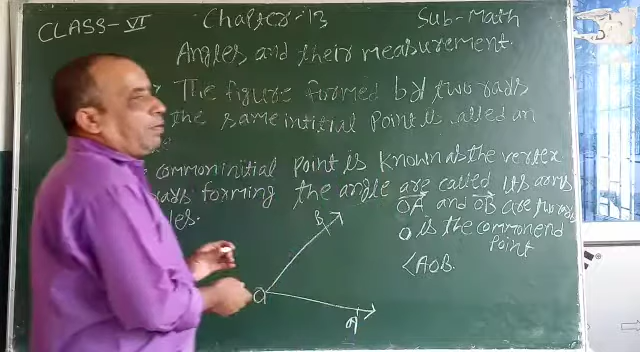 CLASS-VI Chapter-13 Sub-Math
Angles and their measurement.
The figure formed by two rays
the same intitial Point is called an
common initial point is known as the vertex
rays forming the angle are called its arms
OA and OB are two rays
O is the common end
Point
<AOB.
B
O
A